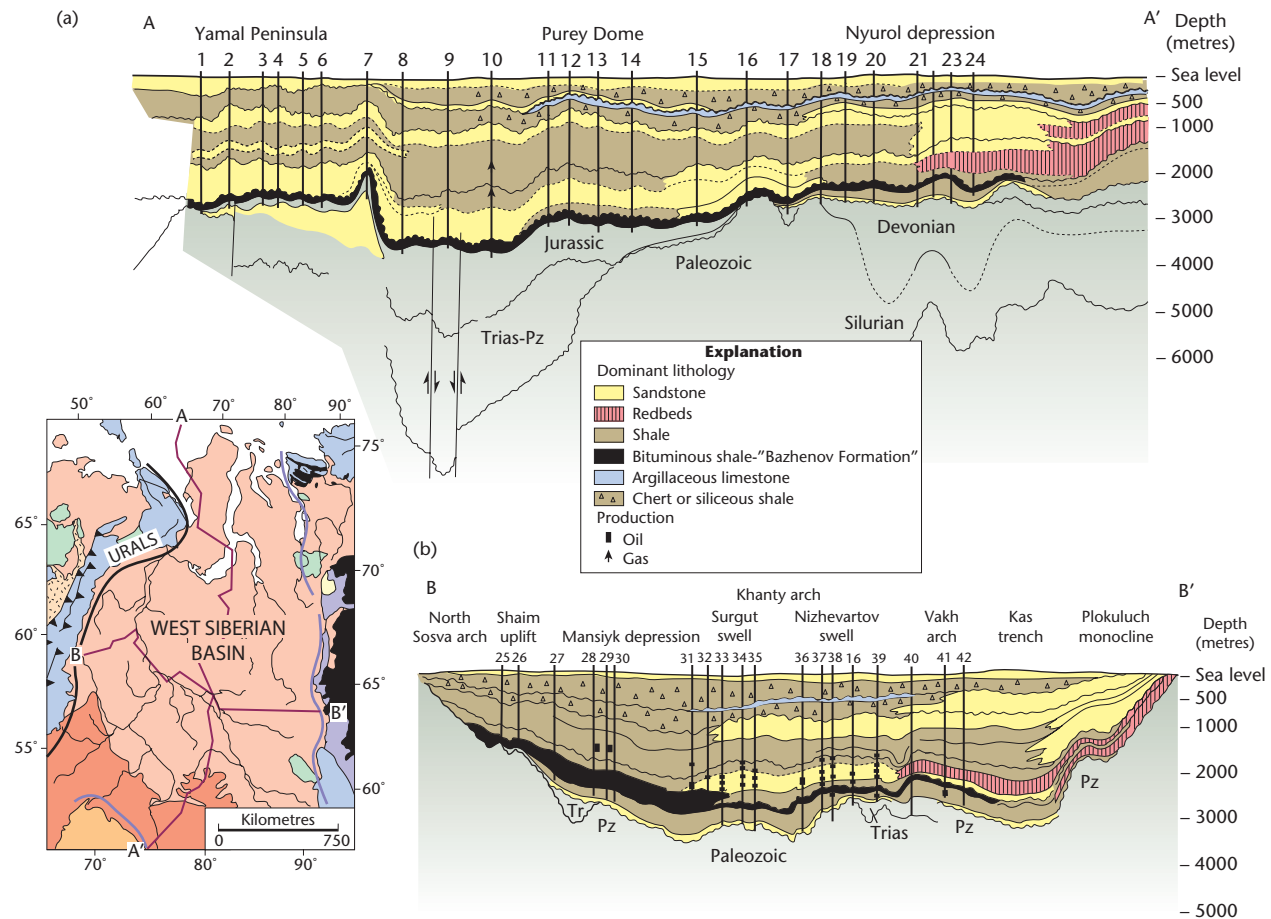 (a)
A
A′
Depth
(metres)
Yamal Peninsula
Purey Dome
Nyurol depression
1 2 3 4 5 6 7 8 9 10 11 12 13 14 15 16 17 18 19 20 21 23 24
Sea level
500
1000
2000
3000
4000
5000
6000
Jurassic
Paleozoic
Devonian
Trias-Pz
Silurian
Explanation
Dominant lithology
Sandstone
Redbeds
Shale
Bituminous shale-”Bazhenov Formation”
Argillaceous limestone
Chert or siliceous shale
Production
Oil
Gas
50° 60° 70° 80° 90°
A
75°
65°
URALS
70°
60°
WEST SIBERIAN
BASIN
B
65°
B′
55°
60°
Kilometres
0 750
A′
70° 80° 90°
(b)
B
B′
Khanty arch
North
Sosva arch
Shaim
uplift
Mansiyk depression
Surgut
swell
Nizhevartov
swell
Vakh
arch
Kas
trench
Plokuluch
monocline
Depth
(metres)
25 26 27 28 29 30 31 32 33 34 35 36 37 38 16 39 40 41 42
Sea level
500
1000
2000
3000
4000
5000
Tr
Pz
Paleozoic
Trias
Pz
Pz